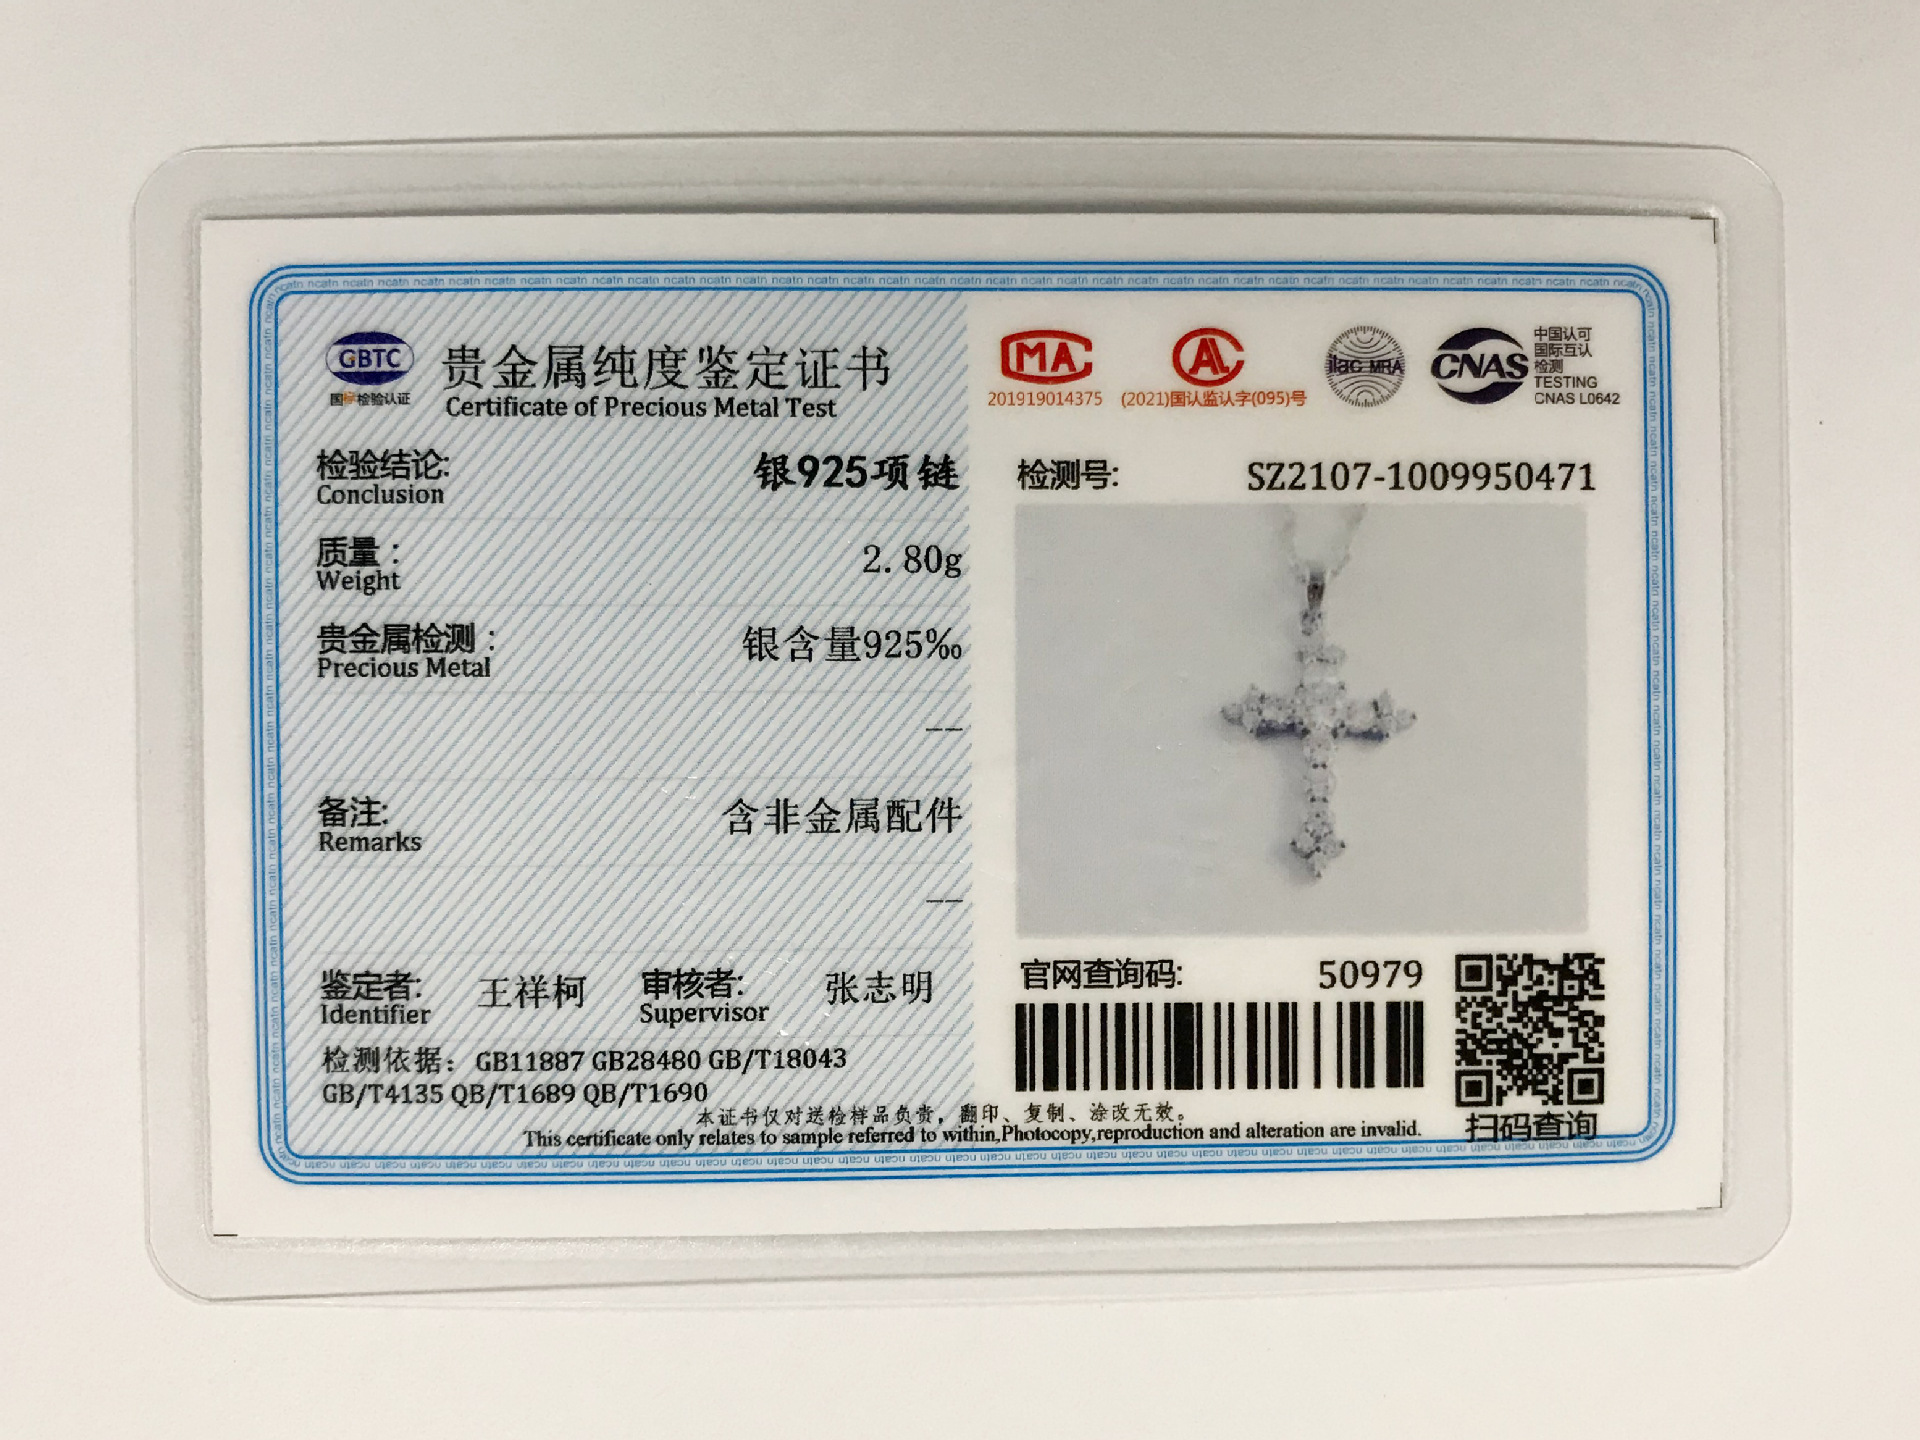 GBTC
国标检验认证
贵金属纯度鉴定证书
Certificate of Precious Metal Test
MA
201919014375
AL
(2021)国认监认字(095)号
ilac-MRA
CNAS
中国认可
国际互认
检测
TESTING
CNAS L0642
检验结论:
Conclusion
银925项链
质量：
Weight
2.80g
贵金属检测：
Precious Metal
银含量925‰
——
备注:
Remarks
含非金属配件
——
鉴定者:
Identifier
王祥柯
审核者:
Supervisor
张志明
检测依据：GB11887 GB28480 GB/T18043
GB/T4135 QB/T1689 QB/T1690
检测号:
SZ2107-1009950471
官网查询码:
50979
扫码查询
本证书仅对送检样品负责，翻印、复制、涂改无效。
This certificate only relates to sample referred to within,Photocopy,reproduction and alteration are invalid.